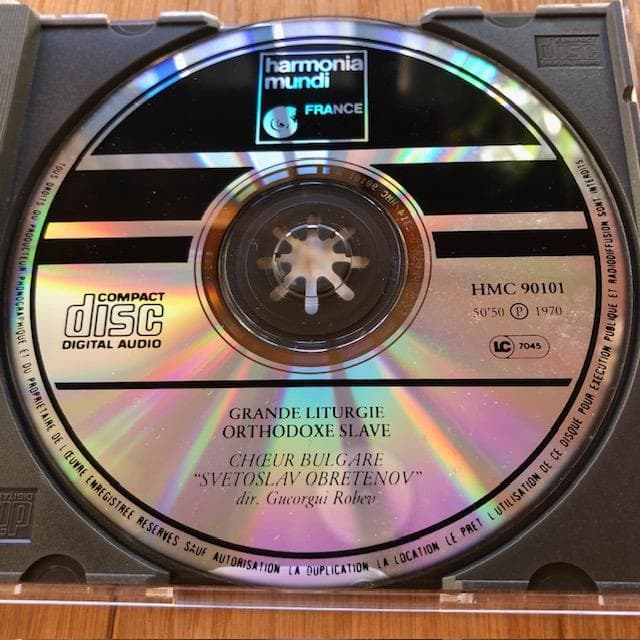 harmonia
mundi
FRANCE
COMPACT
disc
DIGITAL AUDIO
HMC 90101
50'50 Ⓟ 1970
LC 7045
GRANDE LITURGIE
ORTHODOXE SLAVE
CHŒUR BULGARE
"SVETOSLAV OBRETENOV"
dir. Gueorgui Robev
TOUS DROITS DU PRODUCTEUR PHONOGRAPHIQUE ET DU PROPRIETAIRE DE L'ŒUVRE ENREGISTREE RESERVES SAUF AUTORISATION LA DUPLICATION LA LOCATION LE PRET L'UTILISATION DE CE DISQUE POUR EXECUTION PUBLIQUE ET RADIODIFFUSION SONT INTERDITS
disc